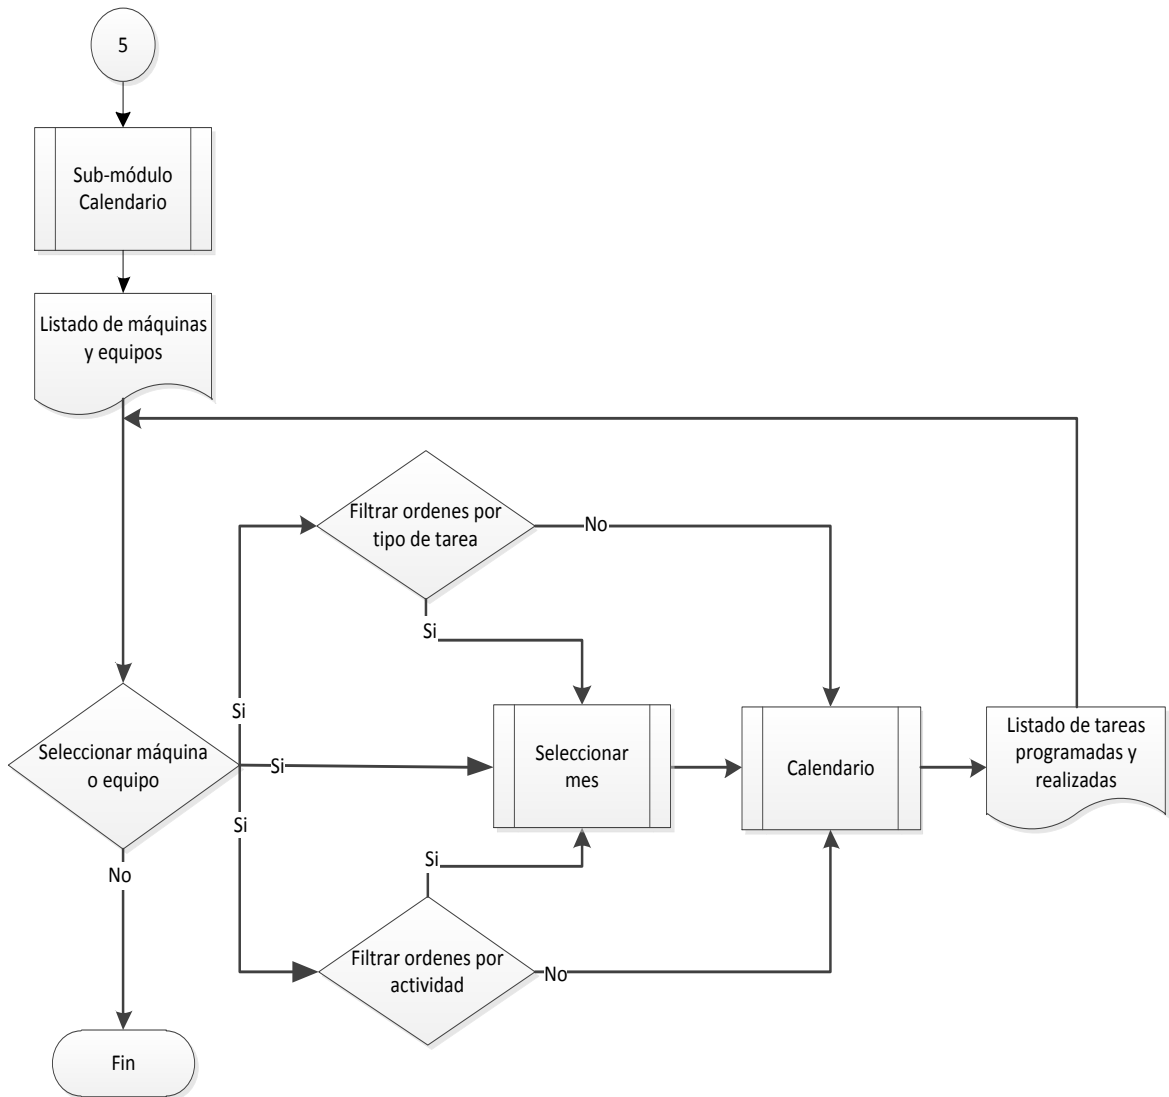 5
Sub-módulo
Calendario
Listado de máquinas
y equipos
Filtrar ordenes por
tipo de tarea
No
Si
Si
Seleccionar máquina
o equipo
Si
Seleccionar
mes
Calendario
Listado de tareas
programadas y
realizadas
Si
Si
No
Filtrar ordenes por
actividad
No
Fin